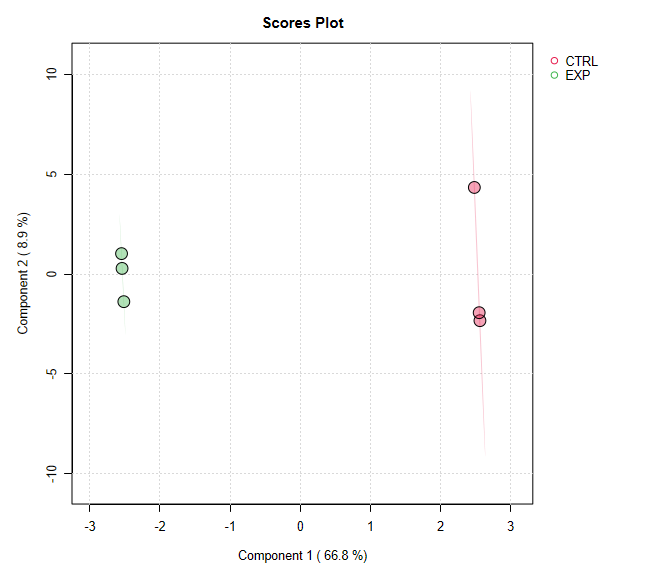 Scores Plot
CTRL
EXP
10
5
0
-5
-10
Component 2 ( 8.9 %)
-3 -2 -1 0 1 2 3
Component 1 ( 66.8 %)